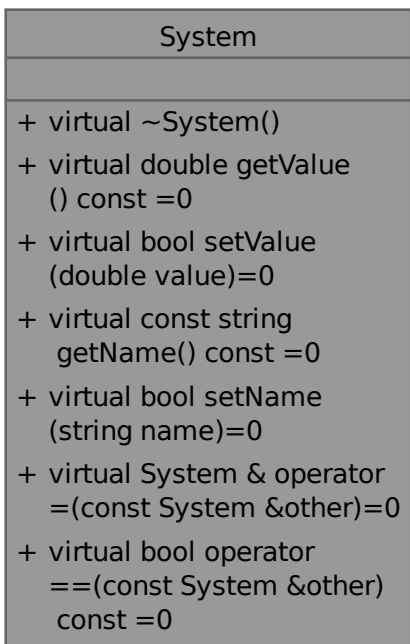 System
+ virtual ~System()
+ virtual double getValue
() const =0
+ virtual bool setValue
(double value)=0
+ virtual const string
getName() const =0
+ virtual bool setName
(string name)=0
+ virtual System & operator
=(const System &other)=0
+ virtual bool operator
==(const System &other)
const =0